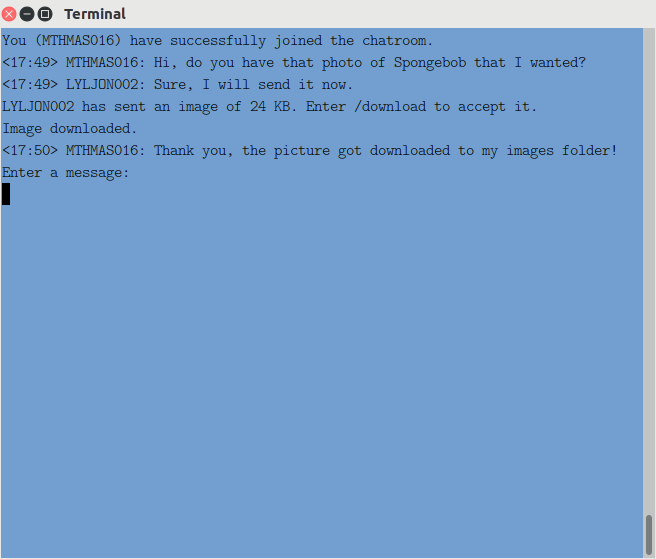 Terminal
You (MTHMAS016) have successfully joined the chatroom.
<17:49> MTHMAS016: Hi, do you have that photo of Spongebob that I wanted?
<17:49> LYLJON002: Sure, I will send it now.
LYLJON002 has sent an image of 24 KB. Enter /download to accept it.
Image downloaded.
<17:50> MTHMAS016: Thank you, the picture got downloaded to my images folder!
Enter a message: